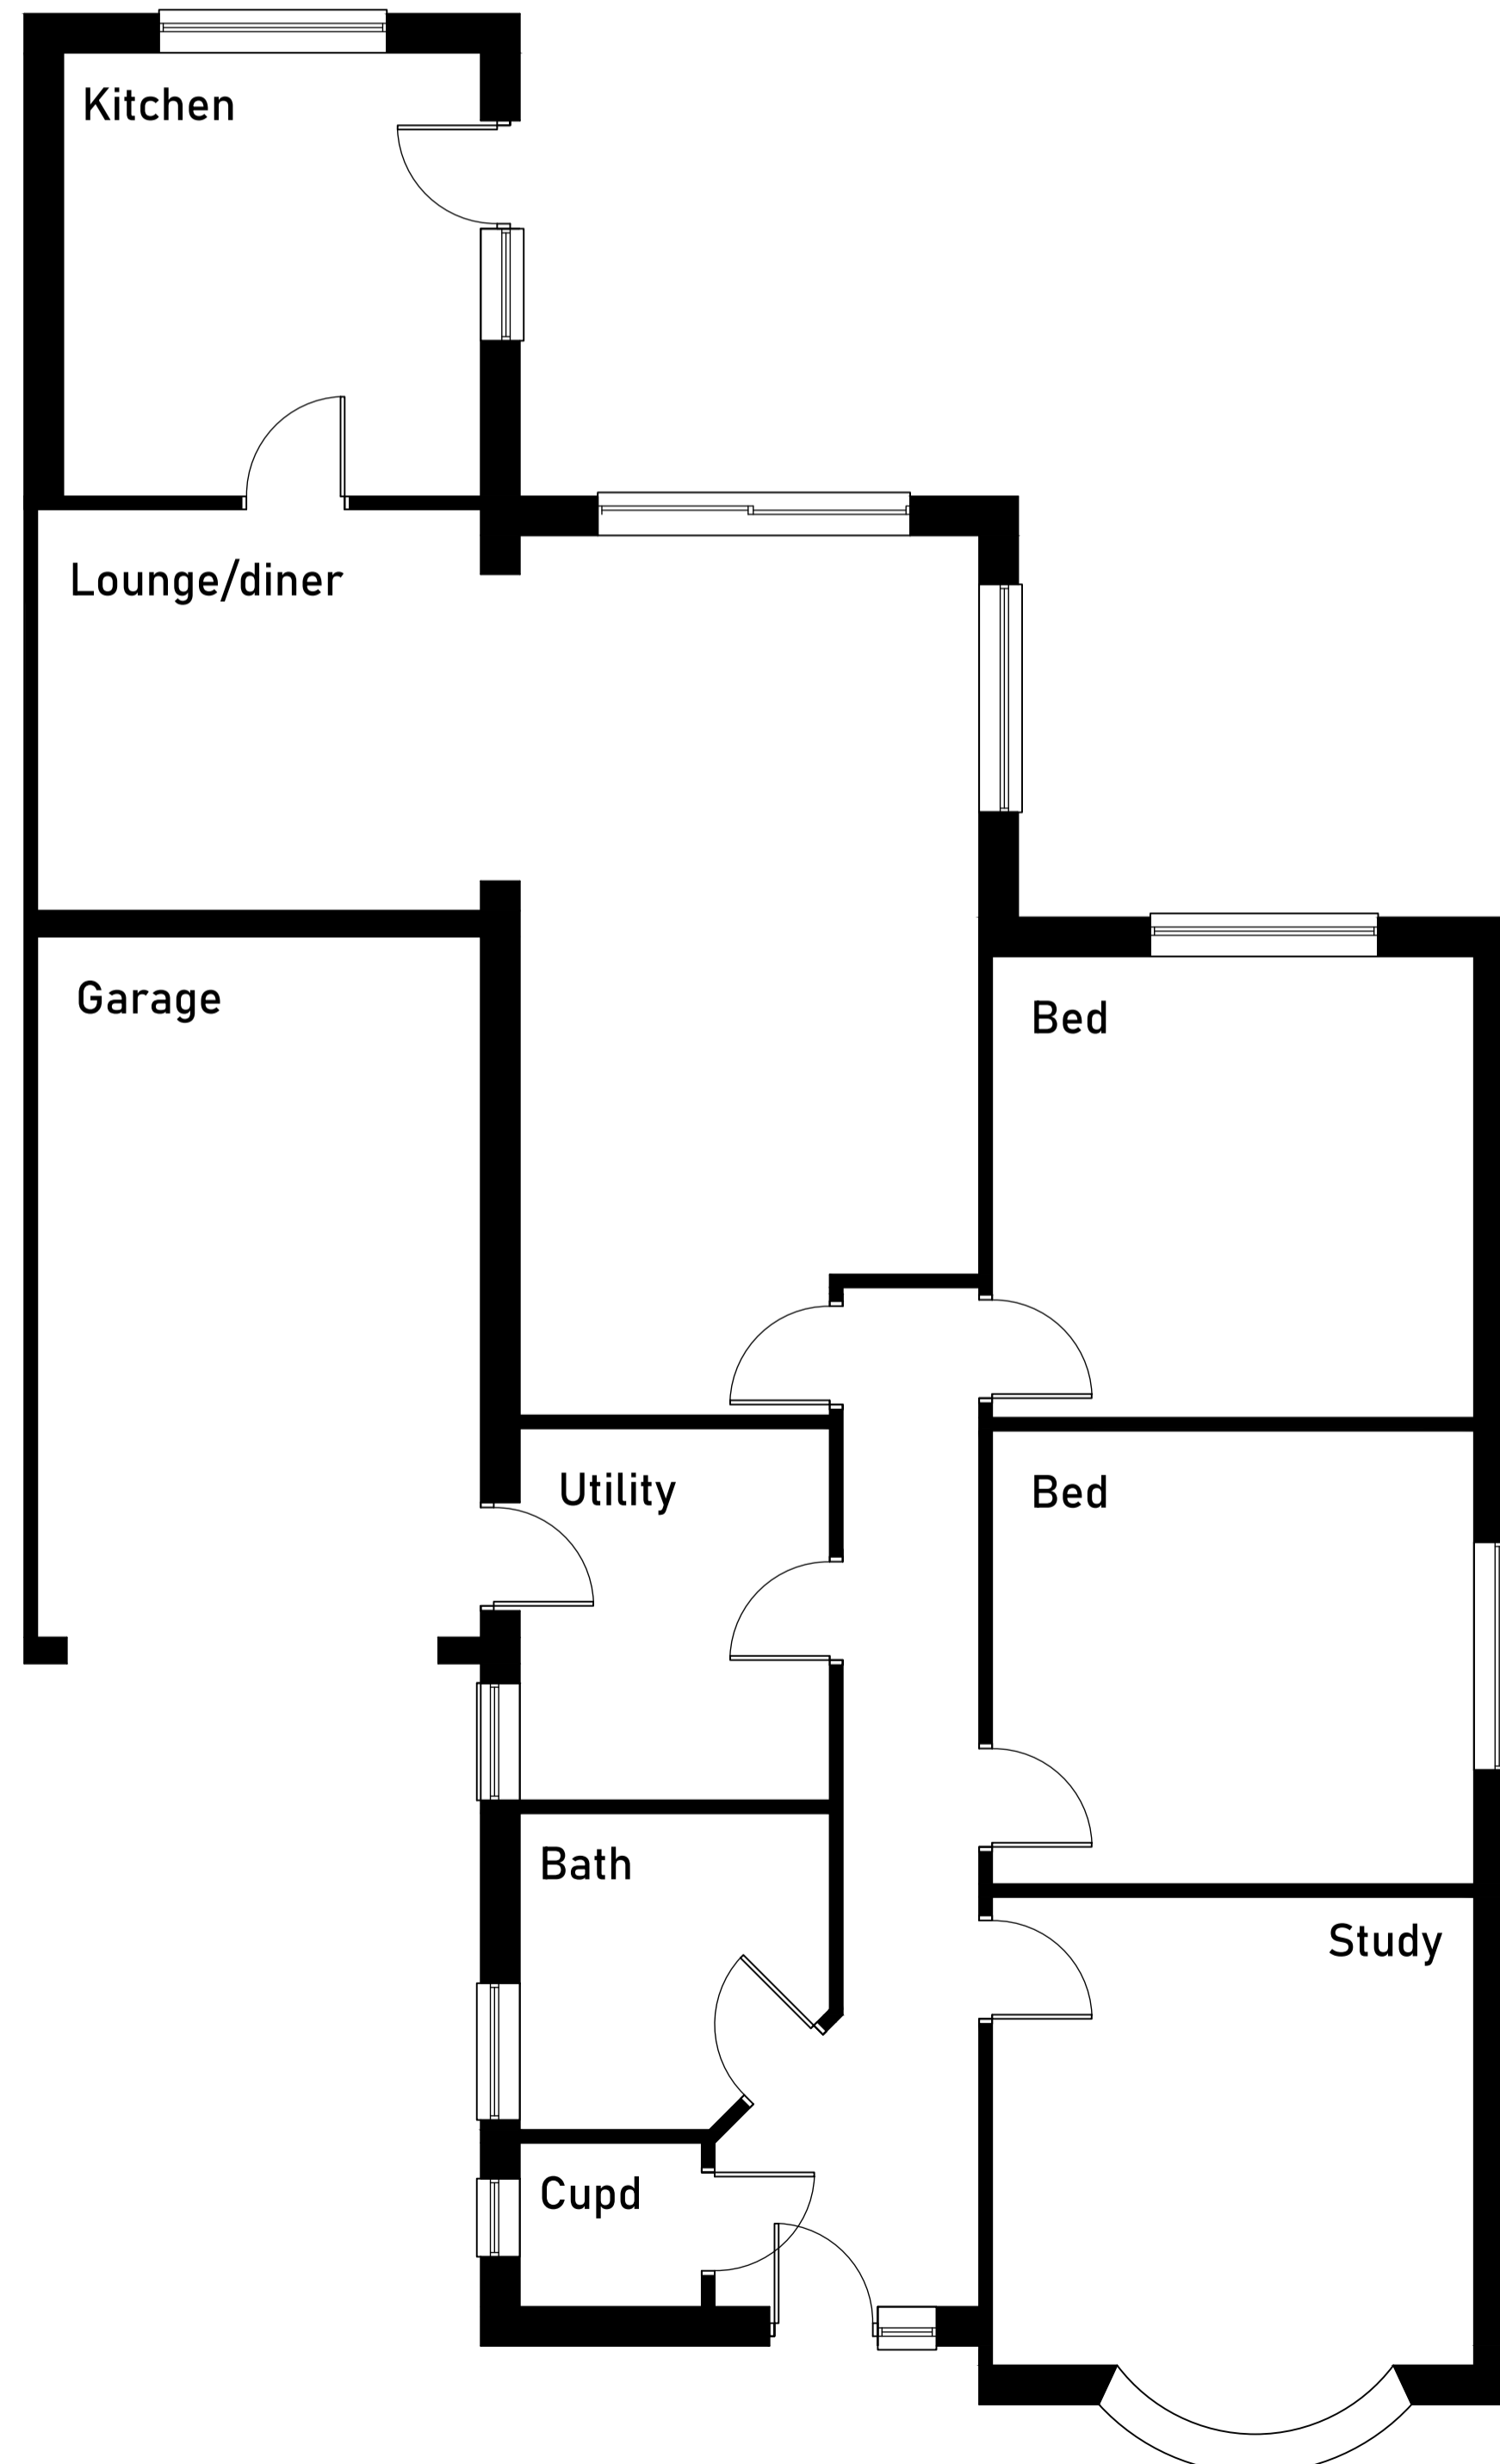 Kitchen
Lounge/diner
Garage
Bed
Utility
Bed
Bath
Study
Cupd